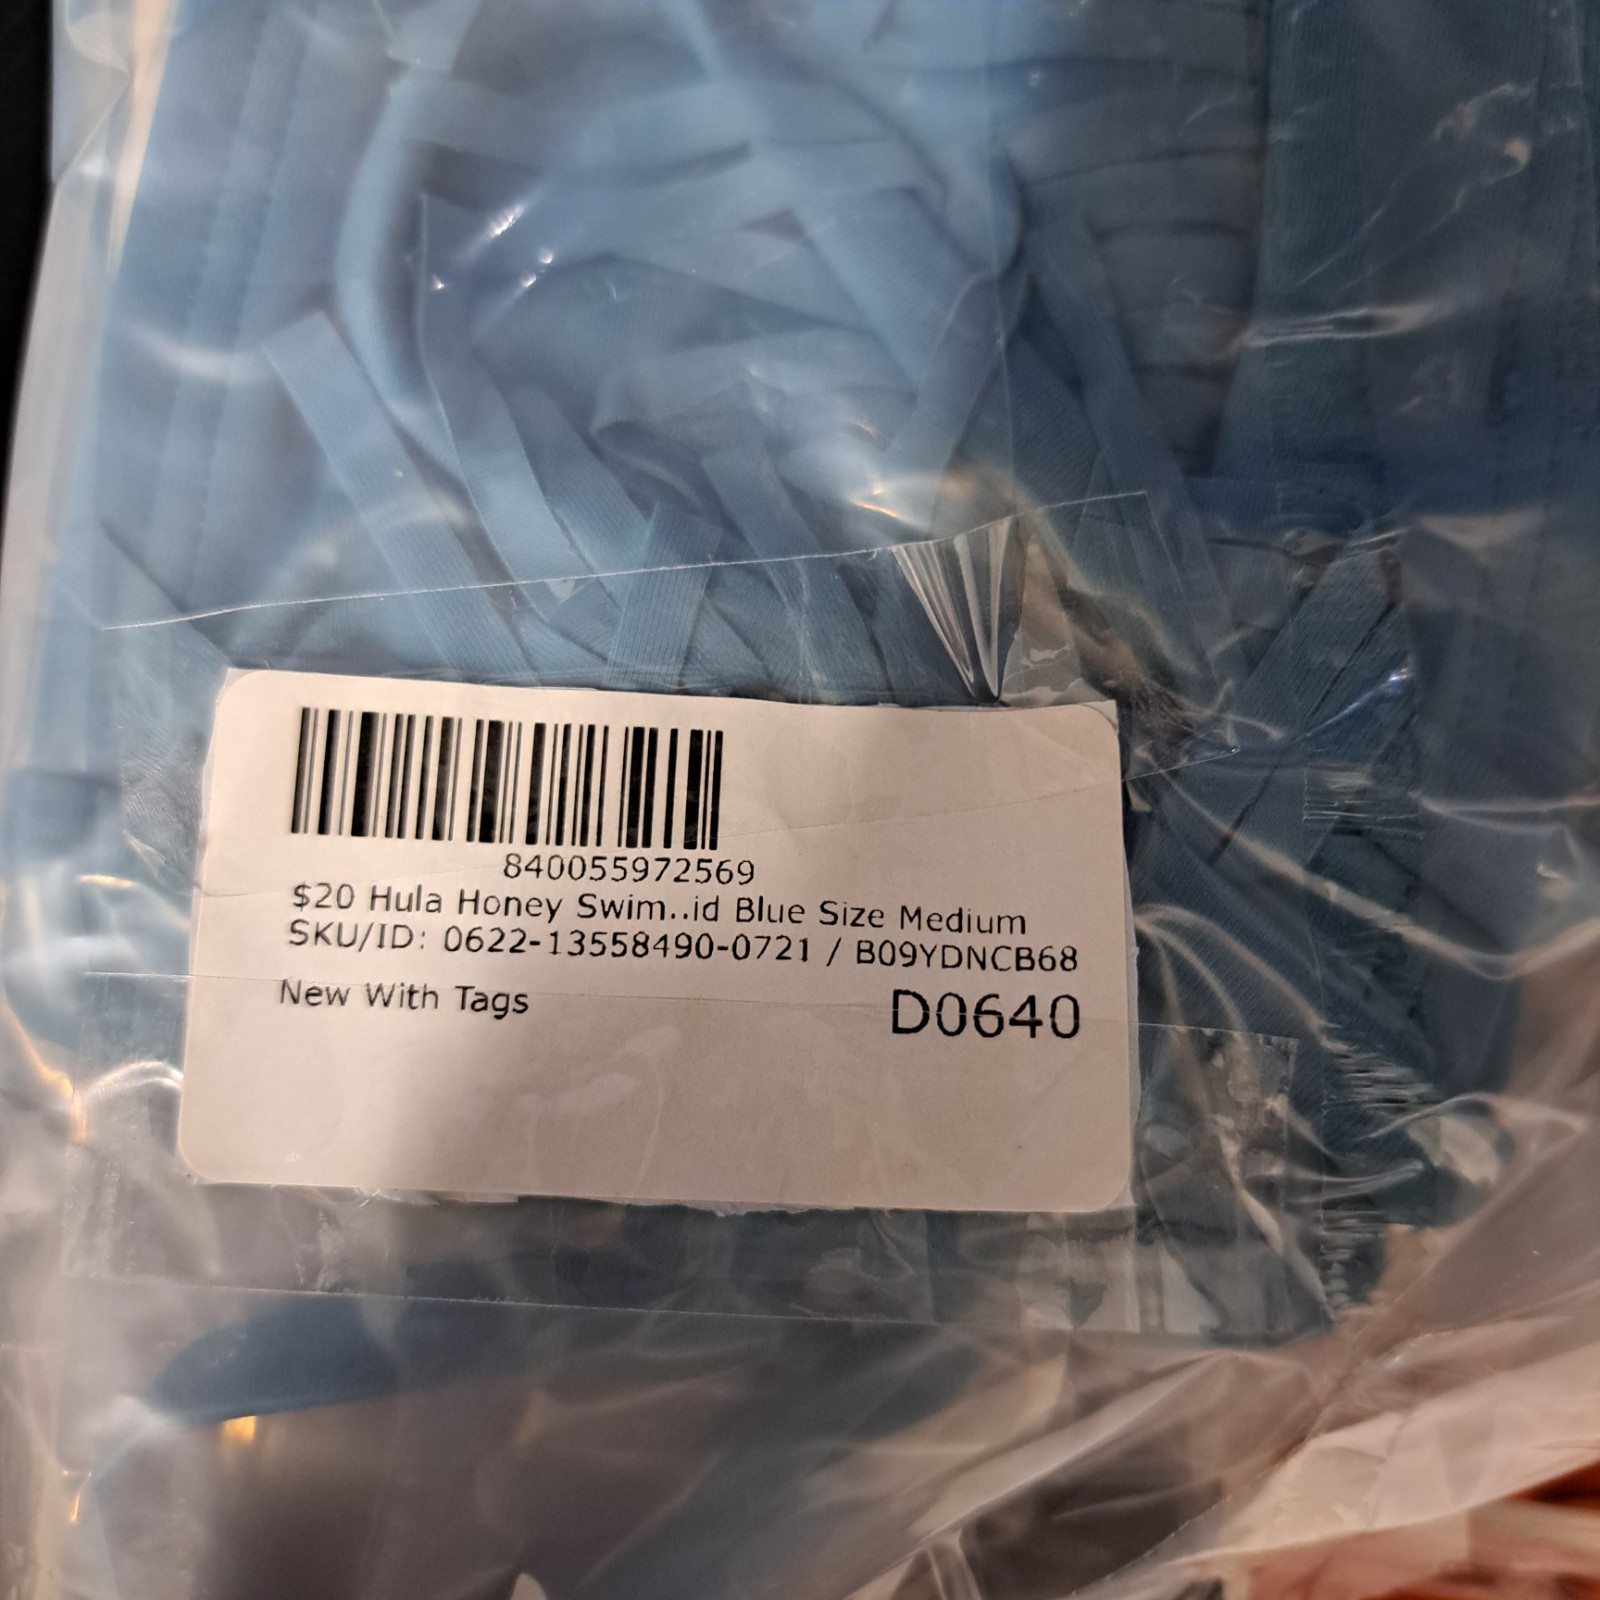 840055972569
$20 Hula Honey Swim..id Blue Size Medium
SKU/ID: 0622-13558490-0721 / B09YDNCB68
New With Tags
D0640